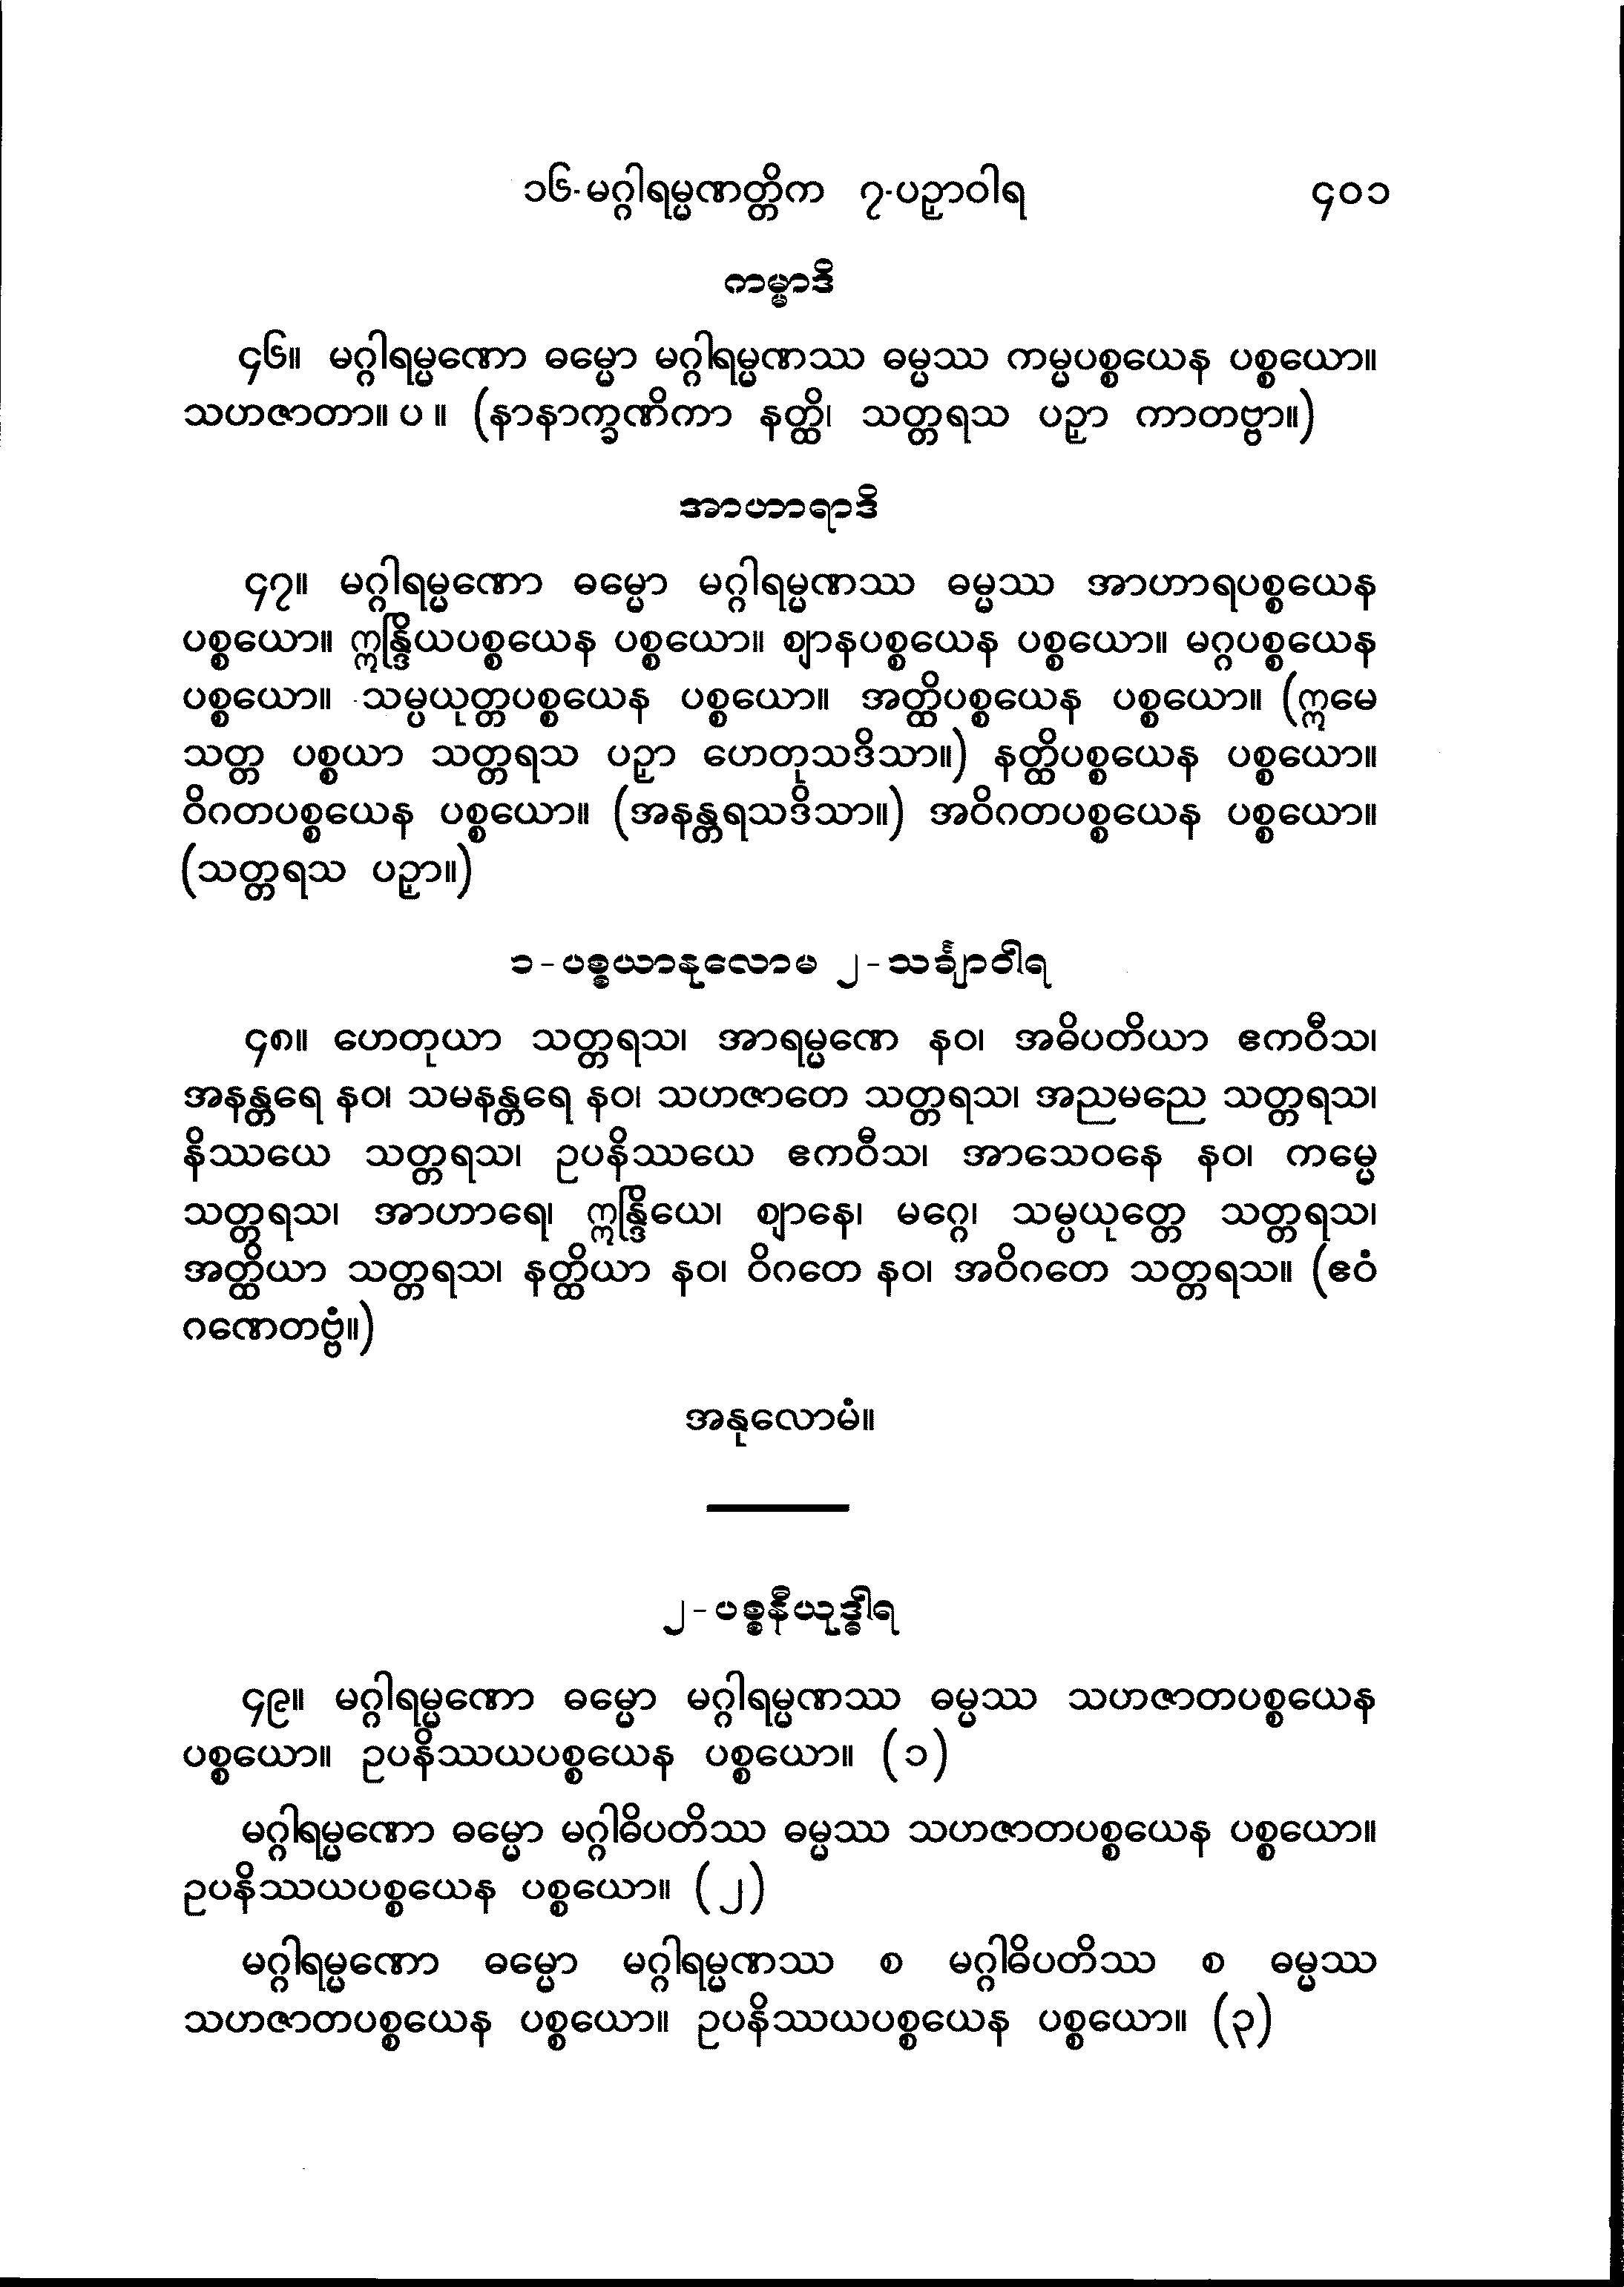 ၁၆-မဂ္ဂါရမ္မဏတ္တိက ၇-ပဉှာဝါရ ၄၀၁
ကမ္မာဒိ
၄၆။ မဂ္ဂါရမ္မဏော ဓမ္မော မဂ္ဂါရမ္မဏဿ ဓမ္မဿ ကမ္မပစ္စယေန ပစ္စယော။
သဟဇာတာ။ ပ ။ (နာနာက္ခဏိကာ နတ္ထိ၊ သတ္တရသ ပဉှာ ကာတဗ္ဗာ။)
အာဟာရာဒိ
၄၇။ မဂ္ဂါရမ္မဏော ဓမ္မော မဂ္ဂါရမ္မဏဿ ဓမ္မဿ အာဟာရပစ္စယေန
ပစ္စယော။ ဣန္ဒြိယပစ္စယေန ပစ္စယော။ ဈာနပစ္စယေန ပစ္စယော။ မဂ္ဂပစ္စယေန
ပစ္စယော။ သမ္ပယုတ္တပစ္စယေန ပစ္စယော။ အတ္ထိပစ္စယေန ပစ္စယော။ (ဣမေ
သတ္တ ပစ္စယာ သတ္တရသ ပဉှာ ဟေတုသဒိသာ။) နတ္ထိပစ္စယေန ပစ္စယော။
ဝိဂတပစ္စယေန ပစ္စယော။ (အနန္တရသဒိသာ။) အဝိဂတပစ္စယေန ပစ္စယော။
(သတ္တရသ ပဉှာ။)
၁-ပစ္စယာနုလောမ ၂-သင်္ချာဝါရ
၄၈။ ဟေတုယာ သတ္တရသ၊ အာရမ္မဏေ နဝ၊ အဓိပတိယာ ဧကဝီသ၊
အနန္တရေ နဝ၊ သမနန္တရေ နဝ၊ သဟဇာတေ သတ္တရသ၊ အညမညေ သတ္တရသ၊
နိဿယေ သတ္တရသ၊ ဥပနိဿယေ ဧကဝီသ၊ အာသေဝနေ နဝ၊ ကမ္မေ
သတ္တရသ၊ အာဟာရေ၊ ဣန္ဒြိယေ၊ ဈာနေ၊ မဂ္ဂေ၊ သမ္ပယုတ္တေ သတ္တရသ၊
အတ္ထိယာ သတ္တရသ၊ နတ္ထိယာ နဝ၊ ဝိဂတေ နဝ၊ အဝိဂတေ သတ္တရသ။ (ဧဝံ
ဂဏေတဗ္ဗံ။)
အနုလောမံ။
၂-ပစ္စနီယုဒ္ဓါရ
၄၉။ မဂ္ဂါရမ္မဏော ဓမ္မော မဂ္ဂါရမ္မဏဿ ဓမ္မဿ သဟဇာတပစ္စယေန
ပစ္စယော။ ဥပနိဿယပစ္စယေန ပစ္စယော။ (၁)
မဂ္ဂါရမ္မဏော ဓမ္မော မဂ္ဂါဓိပတိဿ ဓမ္မဿ သဟဇာတပစ္စယေန ပစ္စယော။
ဥပနိဿယပစ္စယေန ပစ္စယော။ (၂)
မဂ္ဂါရမ္မဏော ဓမ္မော မဂ္ဂါရမ္မဏဿ စ မဂ္ဂါဓိပတိဿ စ ဓမ္မဿ
သဟဇာတပစ္စယေန ပစ္စယော။ ဥပနိဿယပစ္စယေန ပစ္စယော။ (၃)